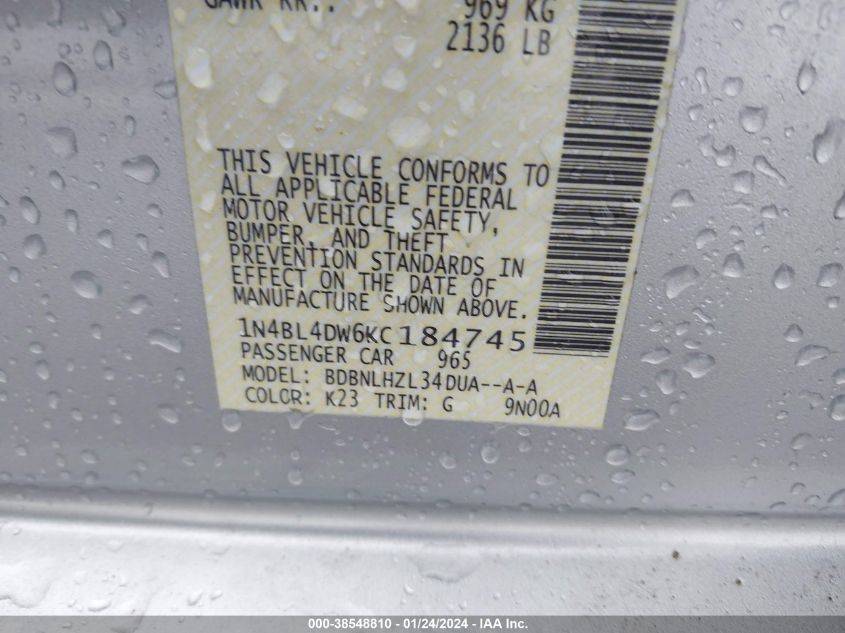 GAWR RR.: 969 KG
2136 LB
THIS VEHICLE CONFORMS TO
ALL APPLICABLE FEDERAL
MOTOR VEHICLE SAFETY,
BUMPER, AND THEFT
PREVENTION STANDARDS IN
EFFECT ON THE DATE OF
MANUFACTURE SHOWN ABOVE.
1N4BL4DW6KC184745
PASSENGER CAR 965
MODEL: BDBNLHZL34DUA--A-A
COLOR: K23 TRIM: G 9N00A
000-38548810 - 01/24/2024 - IAA Inc.